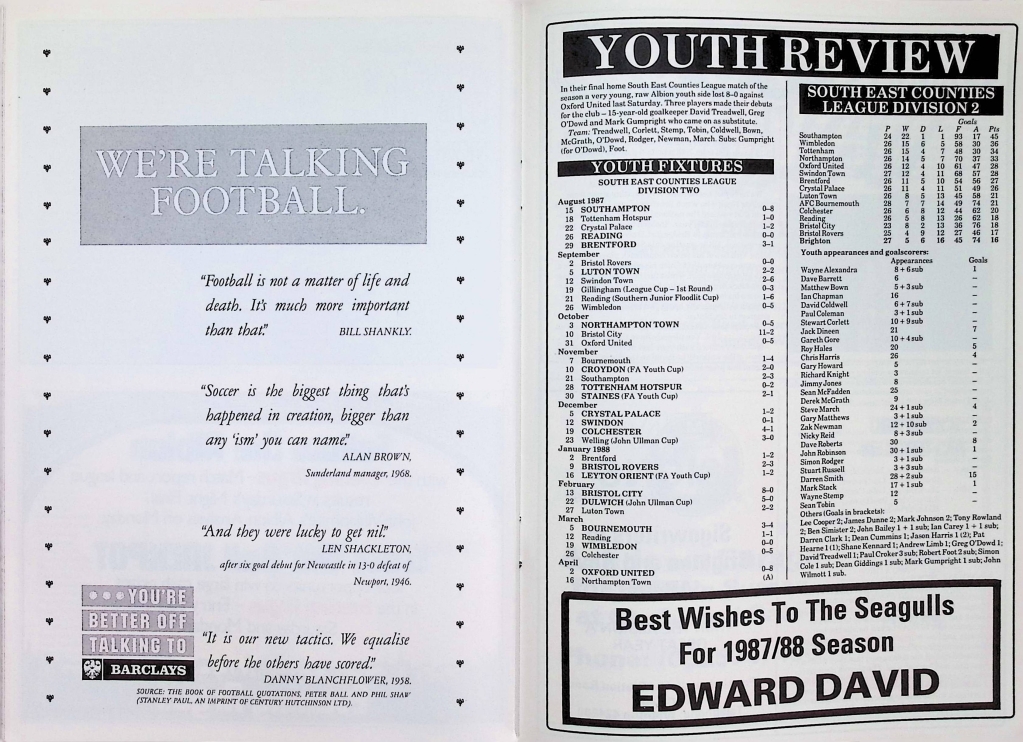 WE'RE TALKING
FOOTBALL.
“Football is not a matter of life and
death. It's much more important
than that.”
BILL SHANKLY.
“Soccer is the biggest thing that's
happened in creation, bigger than
any ‘ism’ you can name.”
ALAN BROWN,
Sunderland manager, 1968.
“And they were lucky to get nil.”
LEN SHACKLETON,
after six goal debut for Newcastle in 13-0 defeat of
Newport, 1946.
“It is our new tactics. We equalise
before the others have scored.”
DANNY BLANCHFLOWER, 1958.
•••YOU'RE
BETTER OFF
TALKING TO
BARCLAYS
SOURCE: THE BOOK OF FOOTBALL QUOTATIONS, PETER BALL AND PHIL SHAW
(STANLEY PAUL, AN IMPRINT OF CENTURY HUTCHINSON LTD).
YOUTH REVIEW
In their final home South East Counties League match of the
season a very young, raw Albion youth side lost 8–0 against
Oxford United last Saturday. Three players made their debuts
for the club – 15-year-old goalkeeper David Treadwell, Greg
O'Dowd and Mark Gumpright who came on as substitute.
Team: Treadwell, Corlett, Stemp, Tobin, Coldwell, Bown,
McGrath, O'Dowd, Rodger, Newman, March. Subs: Gumpright
(for O'Dowd), Foot.
YOUTH FIXTURES
SOUTH EAST COUNTIES LEAGUE
DIVISION TWO
August 1987
15 SOUTHAMPTON 0–8
18 Tottenham Hotspur 1–0
22 Crystal Palace 1–2
26 READING 0–0
29 BRENTFORD 3–1
September
2 Bristol Rovers 0–0
5 LUTON TOWN 2–2
12 Swindon Town 2–6
19 Gillingham (League Cup – 1st Round) 0–3
21 Reading (Southern Junior Floodlit Cup) 1–6
26 Wimbledon 0–5
October
3 NORTHAMPTON TOWN 0–5
10 Bristol City 11–2
31 Oxford United 0–5
November
7 Bournemouth 1–4
10 CROYDON (FA Youth Cup) 2–0
21 Southampton 2–3
28 TOTTENHAM HOTSPUR 0–2
30 STAINES (FA Youth Cup) 2–1
December
5 CRYSTAL PALACE 1–2
12 SWINDON 0–1
19 COLCHESTER 4–1
23 Welling (John Ullman Cup) 3–0
January 1988
2 Brentford 1–2
9 BRISTOL ROVERS 2–3
16 LEYTON ORIENT (FA Youth Cup) 1–2
February
13 BRISTOL CITY 8–0
22 DULWICH (John Ullman Cup) 5–0
27 Luton Town 2–2
March
5 BOURNEMOUTH 3–4
12 Reading 1–1
19 WIMBLEDON 0–0
26 Colchester 0–5
April
2 OXFORD UNITED 0–8
16 Northampton Town (A)
SOUTH EAST COUNTIES
LEAGUE DIVISION 2
Goals
P W D L F A Pts
Southampton 24 22 1 1 93 17 45
Wimbledon 26 15 6 5 58 30 36
Tottenham 26 15 4 7 48 30 34
Northampton 26 14 5 7 70 37 33
Oxford United 26 12 4 10 61 47 28
Swindon Town 27 12 4 11 68 57 28
Brentford 26 11 5 10 54 56 27
Crystal Palace 26 11 4 11 51 49 26
Luton Town 26 8 5 13 45 58 21
AFC Bournemouth 28 7 7 14 49 74 21
Colchester 26 6 8 12 44 62 20
Reading 26 5 8 13 26 62 18
Bristol City 23 8 2 13 36 76 18
Bristol Rovers 25 4 9 12 27 46 17
Brighton 27 5 6 16 45 74 16
Youth appearances and goalscorers:
Appearances Goals
Wayne Alexandra 8 + 6 sub 1
Dave Barrett 6 –
Matthew Bown 5 + 3 sub –
Ian Chapman 16 –
David Coldwell 6 + 7 sub –
Paul Coleman 3 + 1 sub –
Stewart Corlett 10 + 9 sub –
Jack Dineen 21 7
Gareth Gore 10 + 4 sub –
Roy Hales 20 5
Chris Harris 26 4
Gary Howard 5 –
Richard Knight 3 –
Jimmy Jones 8 –
Sean McFadden 25 –
Derek McGrath 9 –
Steve March 24 + 1 sub 4
Gary Matthews 3 + 1 sub –
Zak Newman 12 + 10 sub 2
Nicky Reid 8 + 3 sub –
Dave Roberts 30 8
John Robinson 30 + 1 sub 1
Simon Rodger 3 + 1 sub –
Stuart Russell 3 + 3 sub –
Darren Smith 28 + 2 sub 15
Mark Stack 17 + 1 sub 1
Wayne Stemp 12 –
Sean Tobin 5 –
Others (Goals in brackets):
Lee Cooper 2; James Dunne 2; Mark Johnson 2; Tony Rowland
2; Ben Simister 2; John Bailey 1 + 1 sub; Ian Carey 1 + 1 sub;
Darren Clark 1; Dean Cummins 1; Jason Harris 1 (2); Pat
Hearne 1 (1); Shane Kennard 1; Andrew Limb 1; Greg O'Dowd 1;
David Treadwell 1; Paul Croker 3 sub; Robert Foot 2 sub; Simon
Cole 1 sub; Dean Giddings 1 sub; Mark Gumpright 1 sub; John
Wilmott 1 sub.
Best Wishes To The Seagulls
For 1987/88 Season
EDWARD DAVID